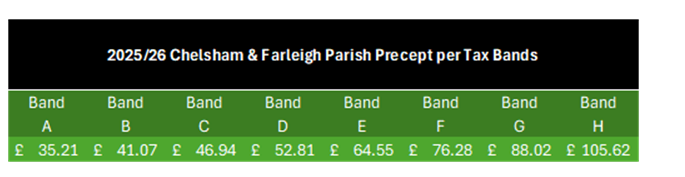 2025/26 Chelsham & Farleigh Parish Precept per Tax Bands
Band Band Band Band Band Band Band Band
A B C D E F G H
£ 35.21 £ 41.07 £ 46.94 £ 52.81 £ 64.55 £ 76.28 £ 88.02 £ 105.62